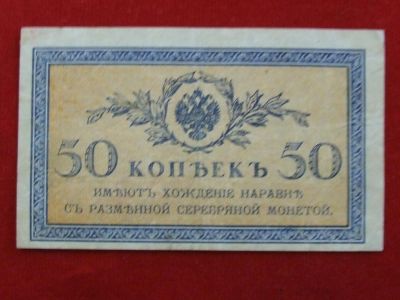 50 КОПѢЕКЪ 50
ИМѢЮТЪ ХОЖДЕНІЕ НАРАВНѢ
СЪ РАЗМѢННОЙ СЕРЕБРЯНОЙ МОНЕТОЙ.